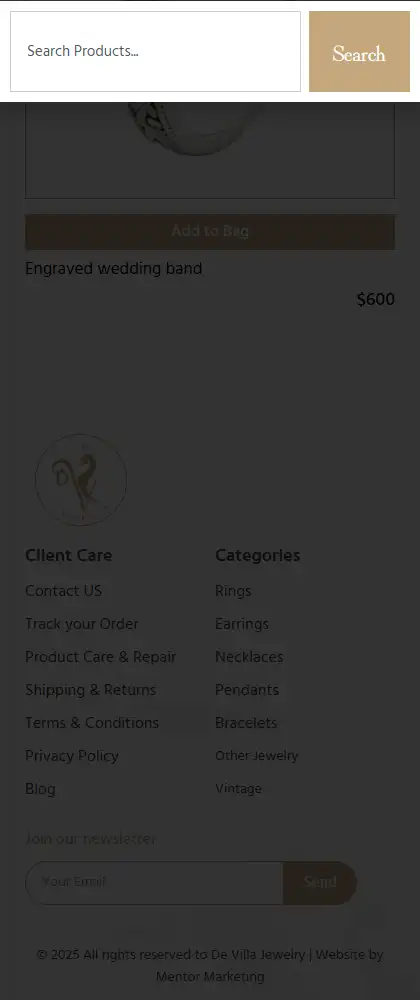 Search Products...
Search
Add to Bag
Engraved wedding band
$600
Client Care
Contact US
Track your Order
Product Care & Repair
Shipping & Returns
Terms & Conditions
Privacy Policy
Blog
Categories
Rings
Earrings
Necklaces
Pendants
Bracelets
Other Jewelry
Vintage
Join our newsletter
Your Email
Send
© 2025 All rights reserved to De Villa Jewelry | Website by
Mentor Marketing